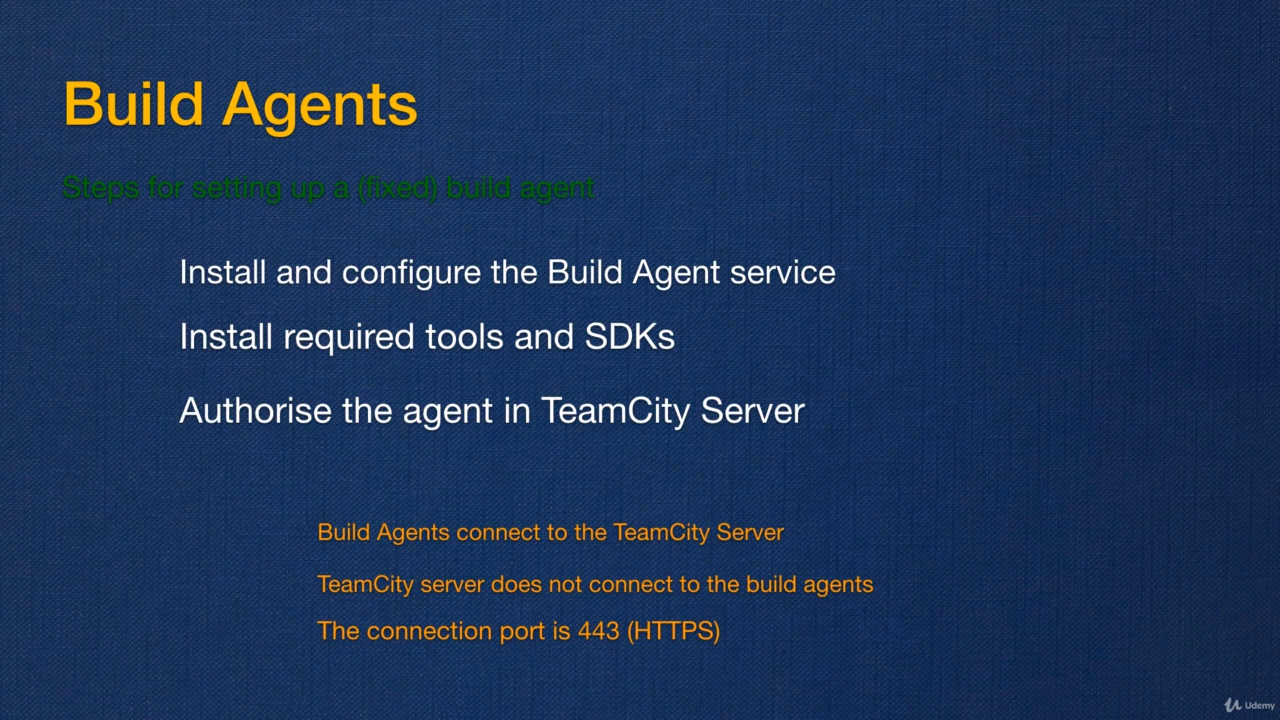 Build Agents
Steps for setting up a (fixed) build agent
Install and configure the Build Agent service
Install required tools and SDKs
Authorise the agent in TeamCity Server
Build Agents connect to the TeamCity Server
TeamCity server does not connect to the build agents
The connection port is 443 (HTTPS)
Udemy